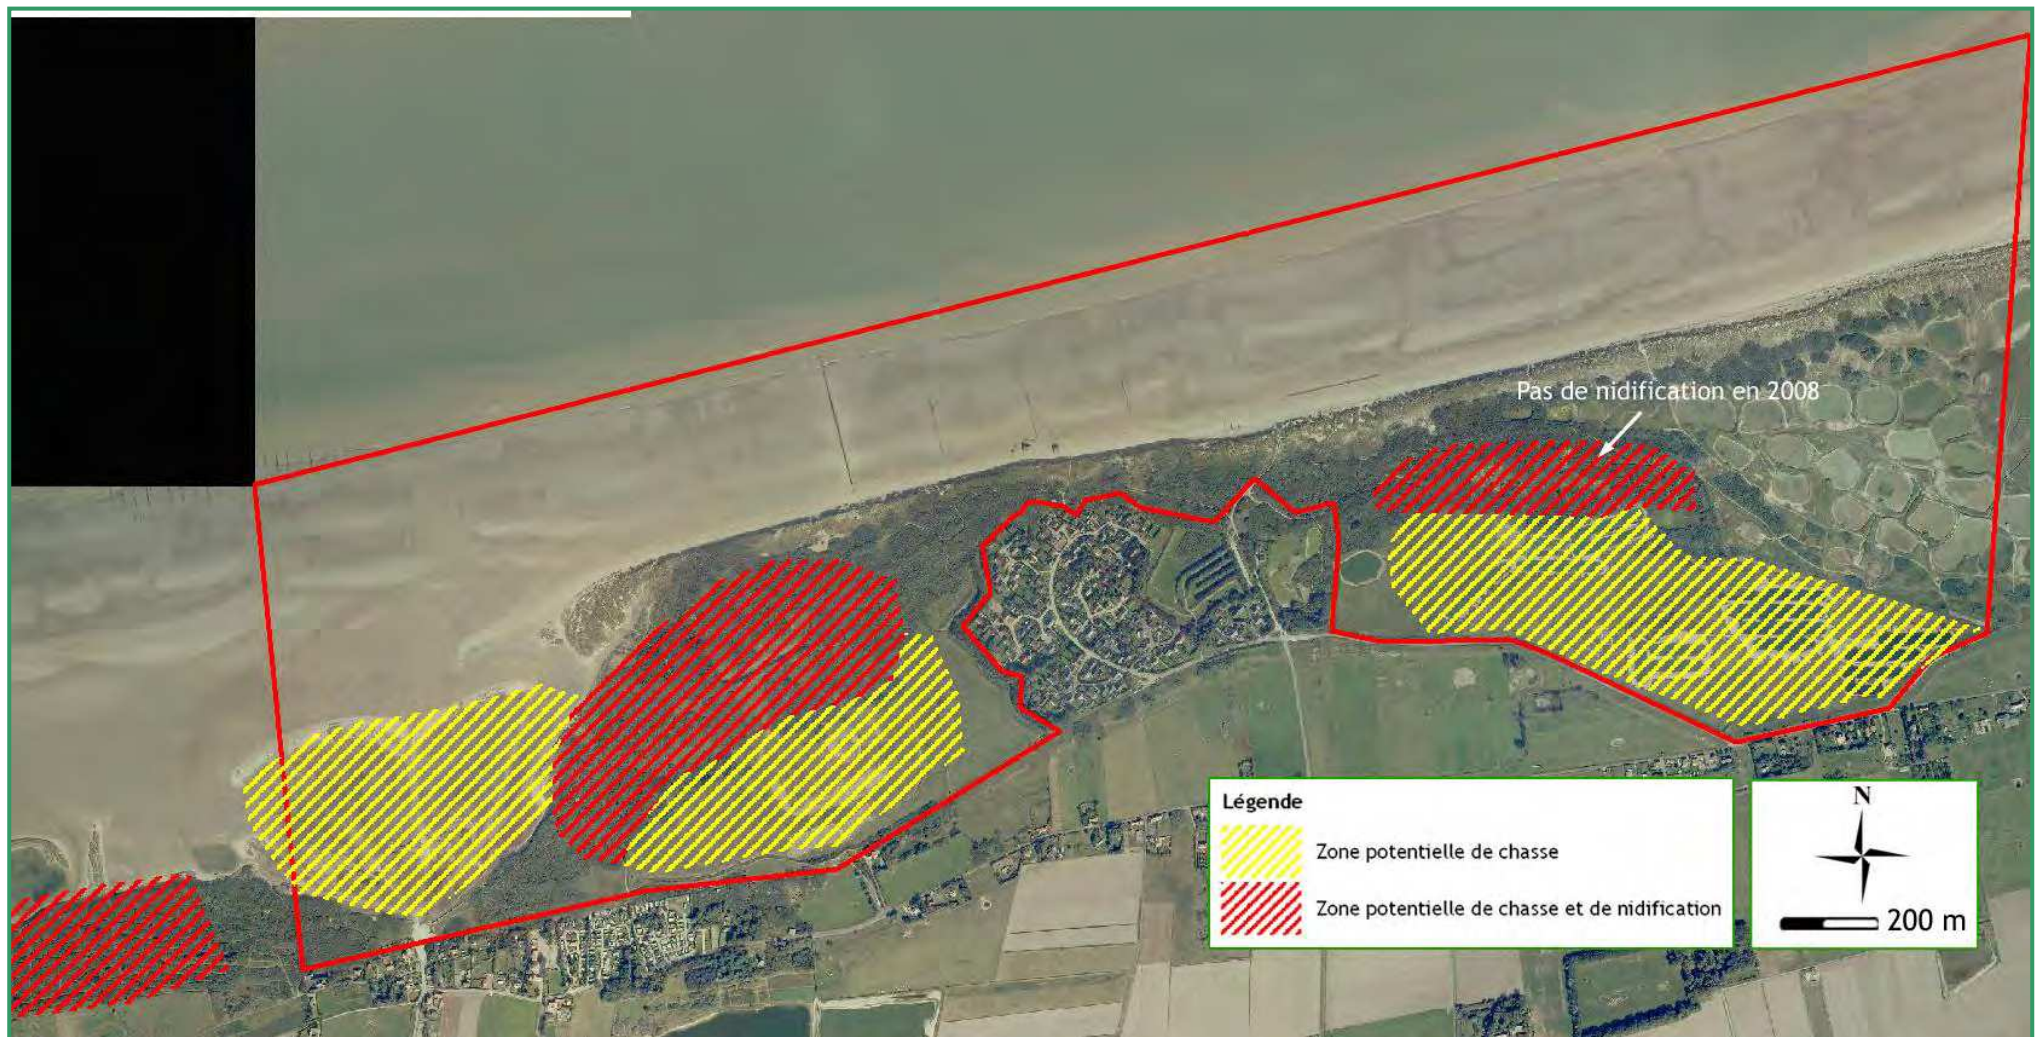 Pas de nidification en 2008
Légende
Zone potentielle de chasse
Zone potentielle de chasse et de nidification
N
200 m